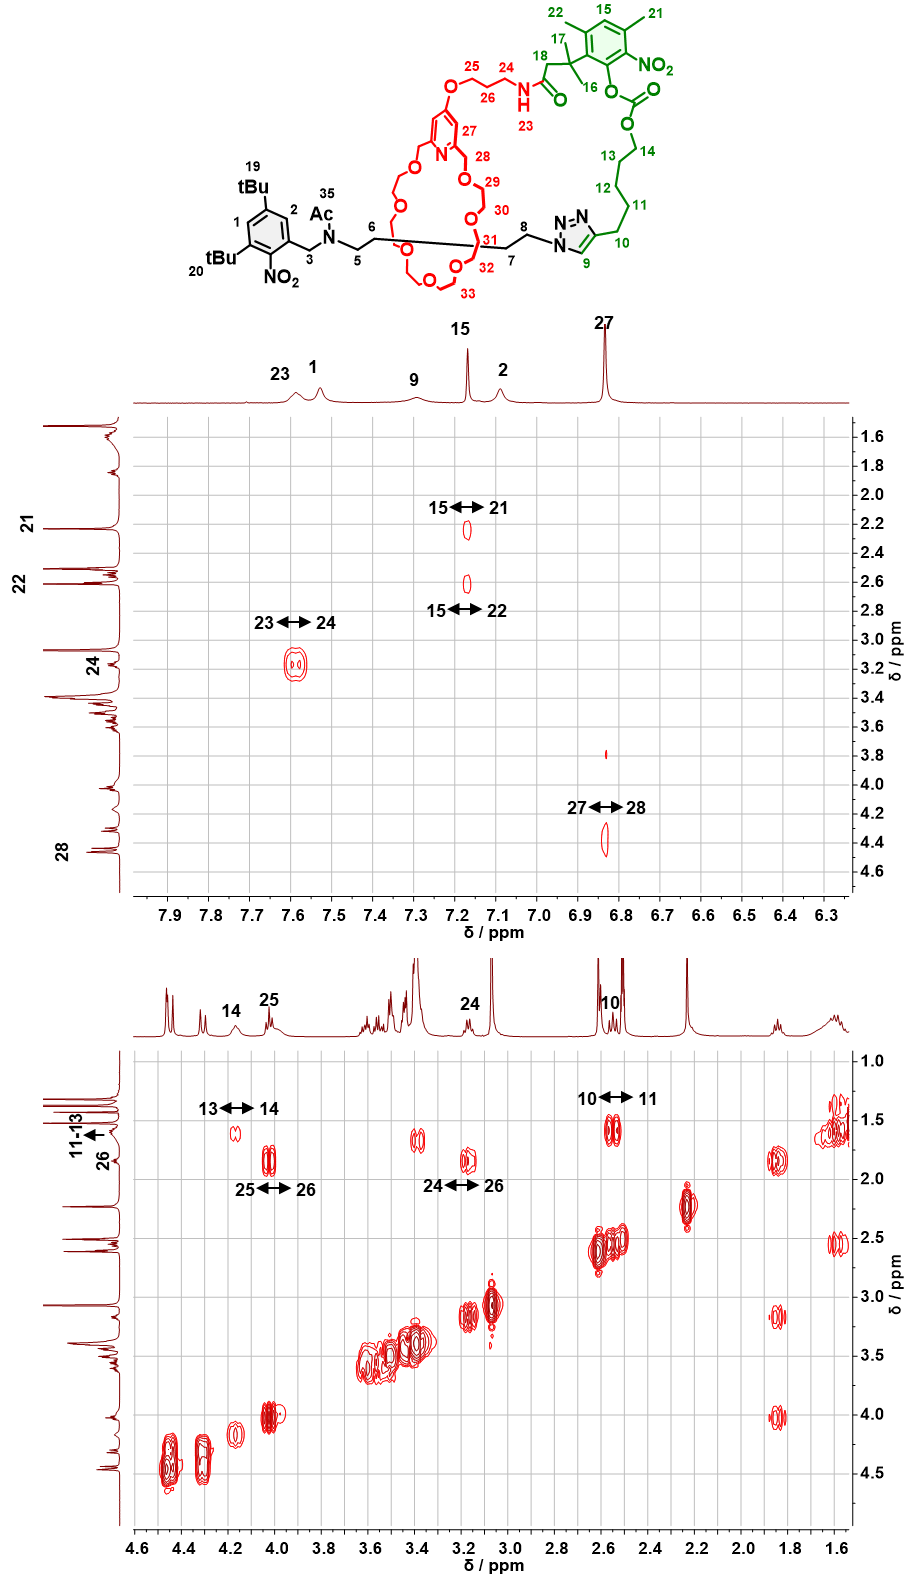 22
15
21
17
18
NO2
16
25
24
O
26
N
H
23
O
O
O
O
27
N
28
14
13
12
11
10
29
O
O
30
O
O
31
O
O
32
O
33
19
tBu
35
Ac
1
2
N
6
8
N N
N
9
7
5
3
tBu
20
NO2
27
15
23 1
9
2
15 21
15 22
23 24
27 28
21
22
24
28
1.6
1.8
2.0
2.2
2.4
2.6
2.8
3.0
3.2
3.4
3.6
3.8
4.0
4.2
4.4
4.6
δ / ppm
7.9 7.8 7.7 7.6 7.5 7.4 7.3 7.2 7.1 7.0 6.9 6.8 6.7 6.6 6.5 6.4 6.3
δ / ppm
14 25 24 10
13 14
10 11
25 26
24 26
11-13
26
1.0
1.5
2.0
2.5
3.0
3.5
4.0
4.5
δ / ppm
4.6 4.4 4.2 4.0 3.8 3.6 3.4 3.2 3.0 2.8 2.6 2.4 2.2 2.0 1.8 1.6
δ / ppm